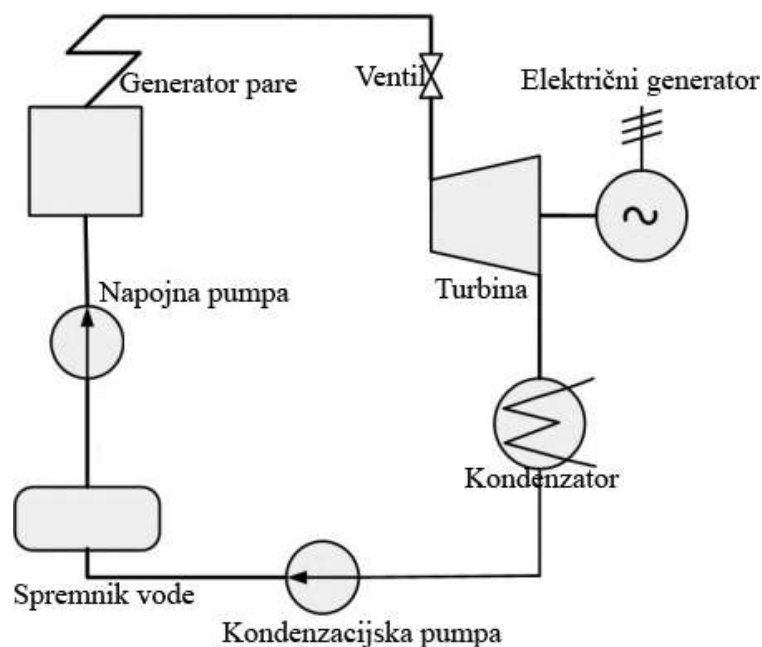 Generator pare
Ventil
Električni generator
Napojna pumpa
Turbina
Kondenzator
Spremnik vode
Kondenzacijska pumpa